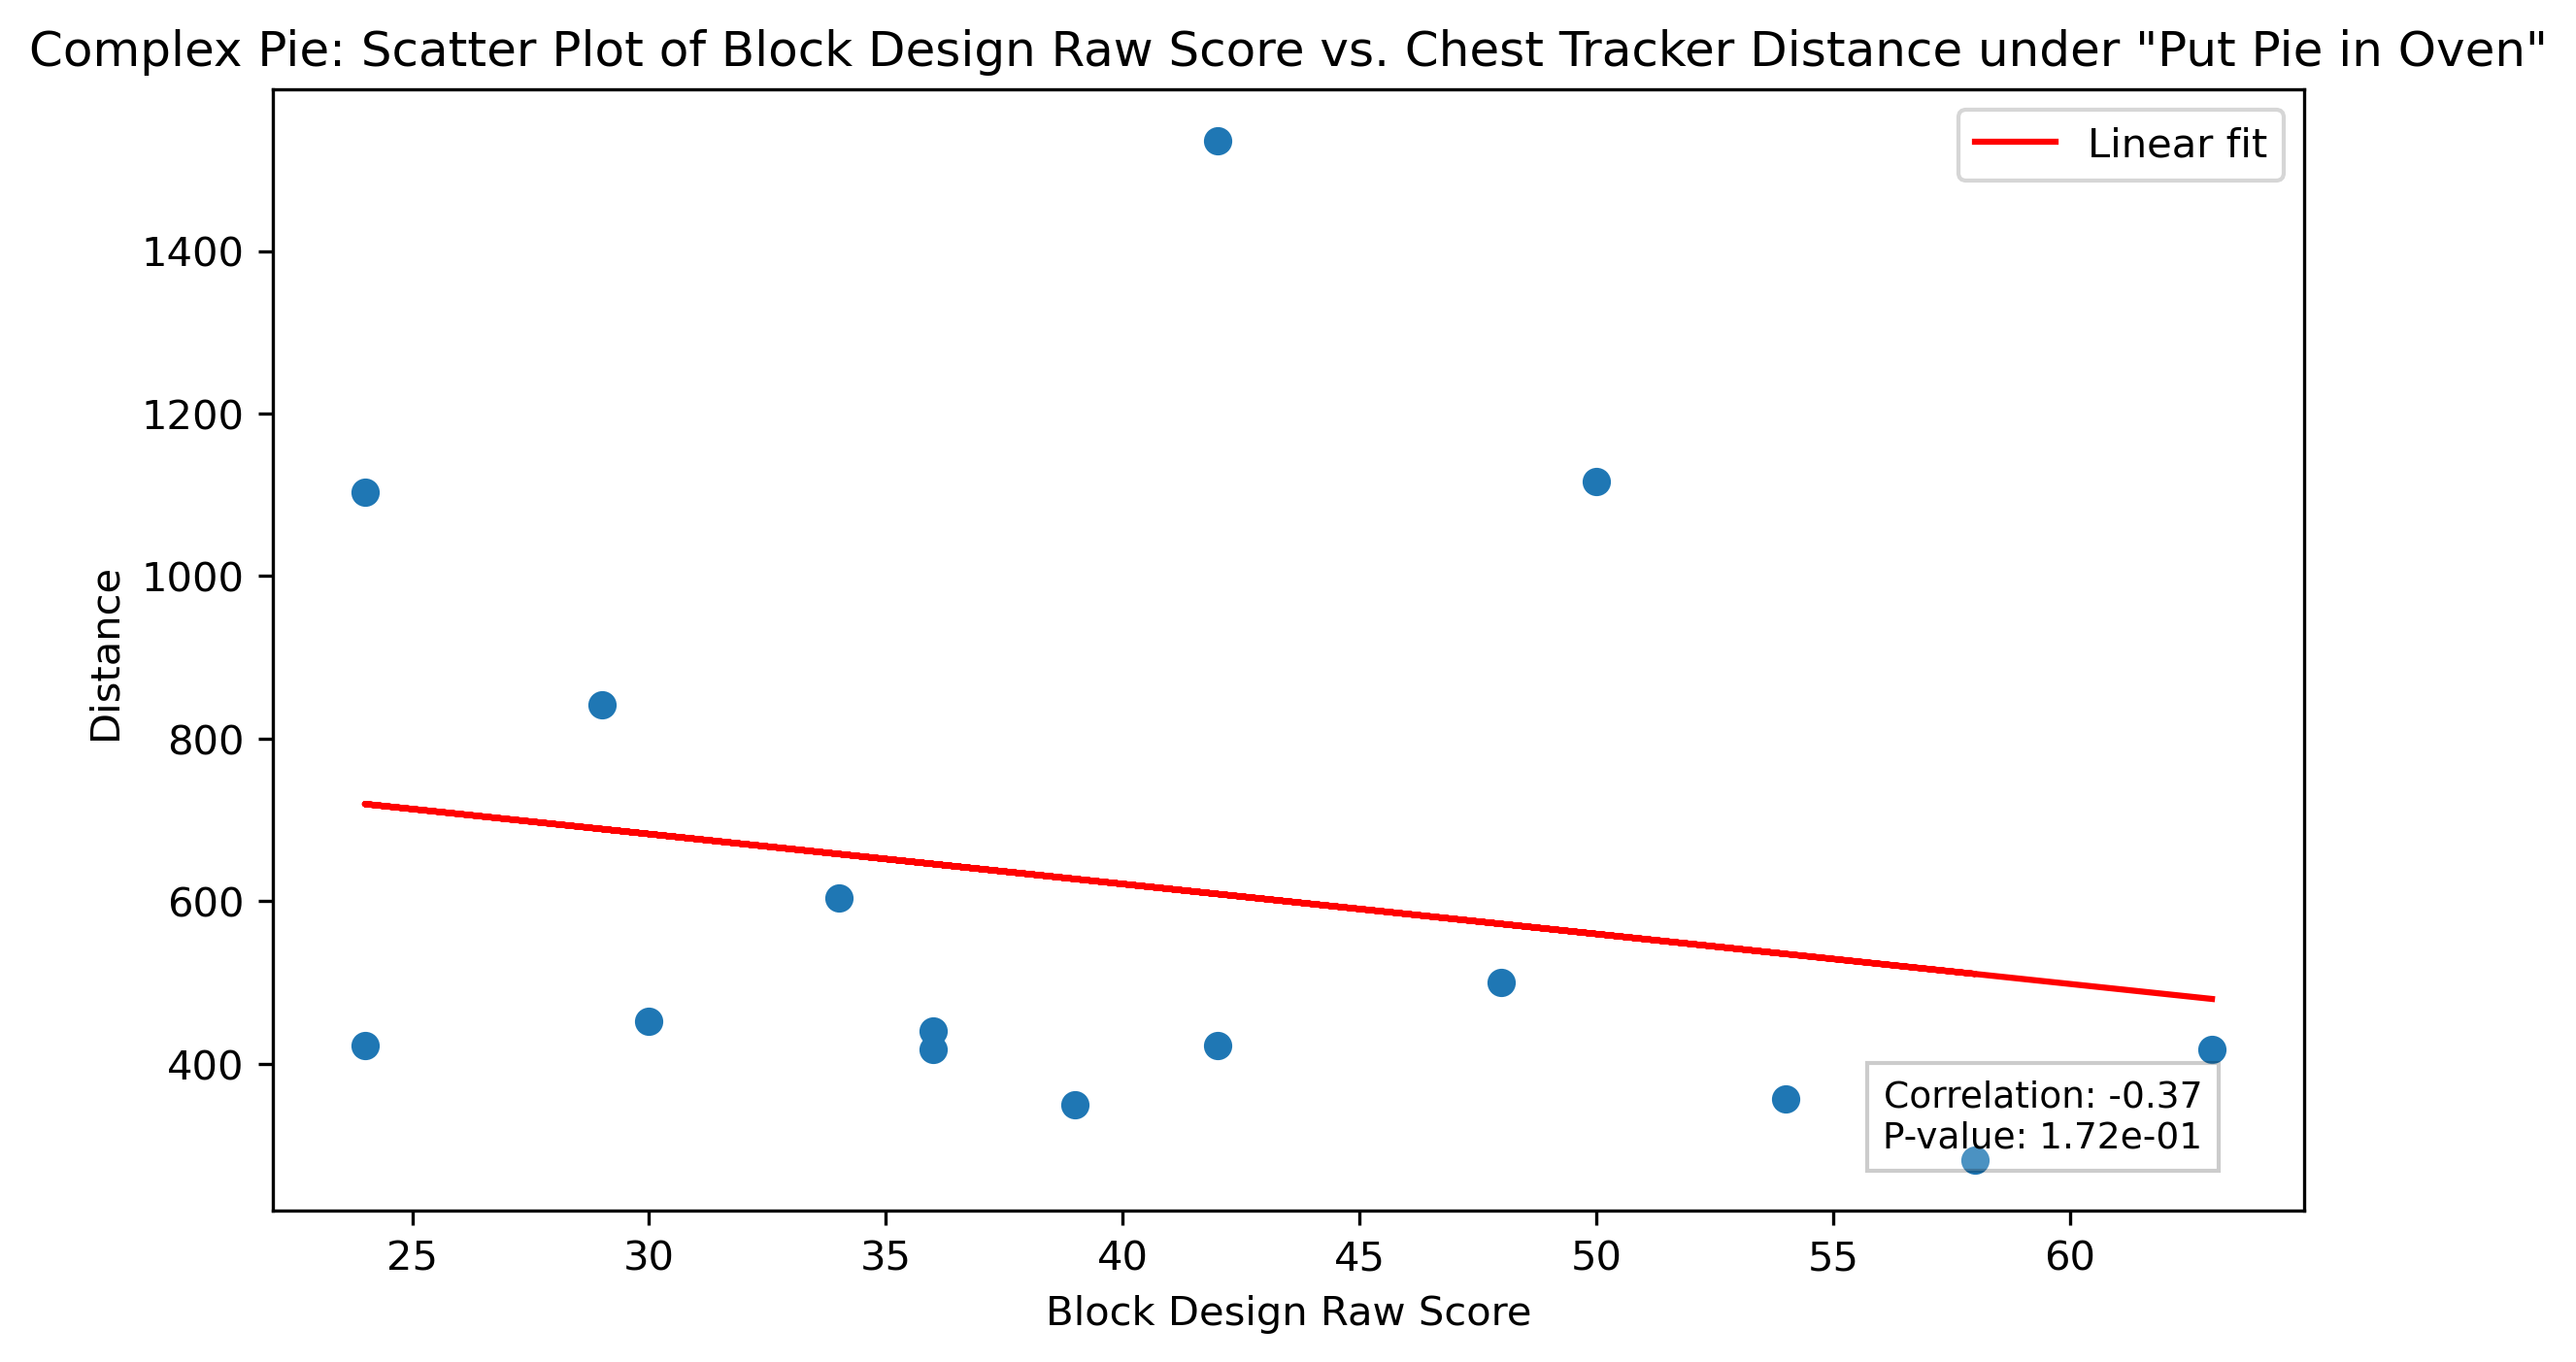 Complex Pie: Scatter Plot of Block Design Raw Score vs. Chest Tracker Distance under "Put Pie in Oven"
Linear fit
1400
1200
1000
800
600
400
Distance
Correlation: -0.37
P-value: 1.72e-01
25 30 35 40 45 50 55 60
Block Design Raw Score